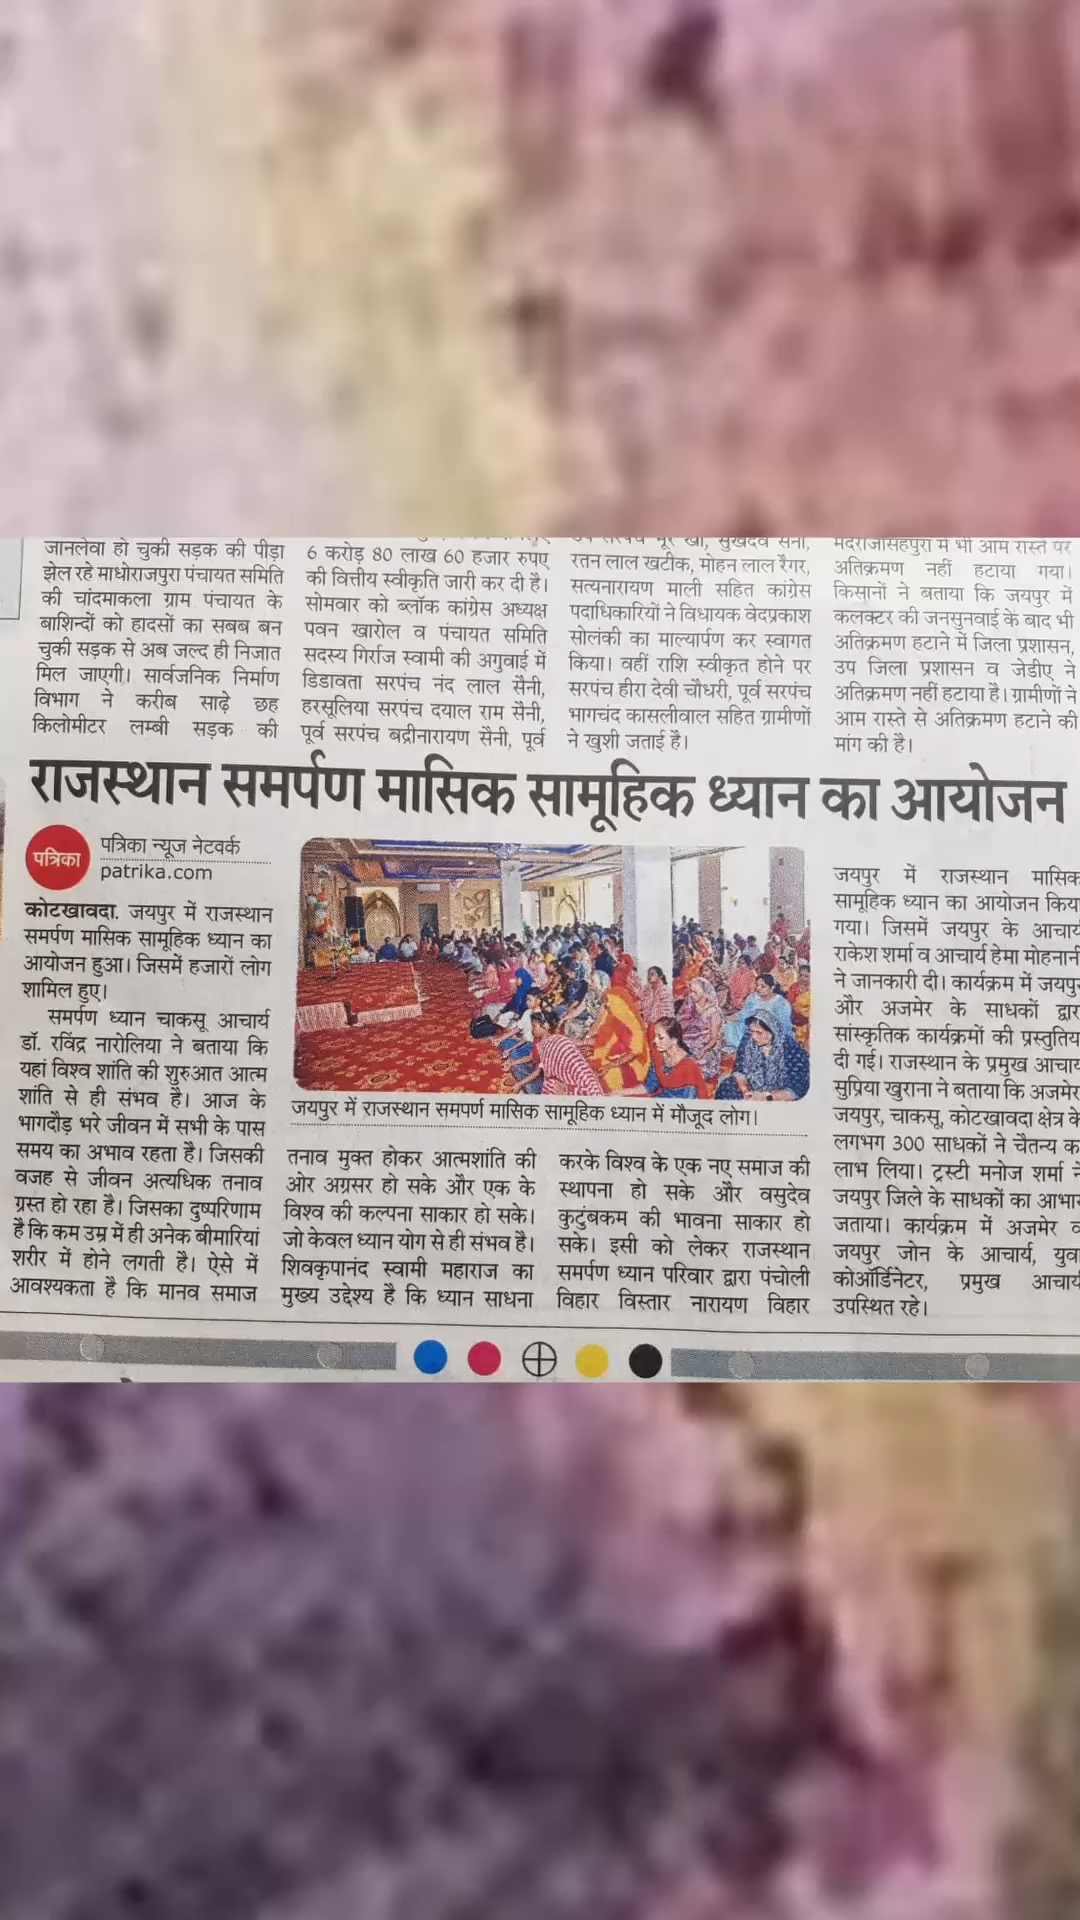 जानलेवा हो चुकी सड़क की पीड़ा
झेल रहे माधोराजपुरा पंचायत समिति
की चांदमाकला ग्राम पंचायत के
बाशिन्दों को हादसों का सबब बन
चुकी सड़क से अब जल्द ही निजात
मिल जाएगी। सार्वजनिक निर्माण
विभाग ने करीब साढ़े छह
किलोमीटर लम्बी सड़क की
6 करोड़ 80 लाख 60 हजार रुपए
की वित्तीय स्वीकृति जारी कर दी है।
सोमवार को ब्लॉक कांग्रेस अध्यक्ष
पवन खारोल व पंचायत समिति
सदस्य गिर्राज स्वामी की अगुवाई में
डिडावता सरपंच नंद लाल सैनी,
हरसूलिया सरपंच दयाल राम सैनी,
पूर्व सरपंच बद्रीनारायण सैनी, पूर्व
रतन लाल खटीक, मोहन लाल रैगर,
सत्यनारायण माली सहित कांग्रेस
पदाधिकारियों ने विधायक वेदप्रकाश
सोलंकी का माल्यार्पण कर स्वागत
किया। वहीं राशि स्वीकृत होने पर
सरपंच हीरा देवी चौधरी, पूर्व सरपंच
भागचंद कासलीवाल सहित ग्रामीणों
ने खुशी जताई है।
में भी आम रास्ते पर
अतिक्रमण नहीं हटाया गया।
किसानों ने बताया कि जयपुर में
कलक्टर की जनसुनवाई के बाद भी
अतिक्रमण हटाने में जिला प्रशासन,
उप जिला प्रशासन व जेडीए ने
अतिक्रमण नहीं हटाया है। ग्रामीणों ने
आम रास्ते से अतिक्रमण हटाने की
मांग की है।
राजस्थान समर्पण मासिक सामूहिक ध्यान का आयोजन
पत्रिका
पत्रिका न्यूज नेटवर्क
patrika.com
कोटखावदा. जयपुर में राजस्थान
समर्पण मासिक सामूहिक ध्यान का
आयोजन हुआ। जिसमें हजारों लोग
शामिल हुए।
समर्पण ध्यान चाकसू आचार्य
डॉ. रविंद्र नारोलिया ने बताया कि
यहां विश्व शांति की शुरुआत आत्म
शांति से ही संभव है। आज के
भागदौड़ भरे जीवन में सभी के पास
समय का अभाव रहता है। जिसकी
वजह से जीवन अत्यधिक तनाव
ग्रस्त हो रहा है। जिसका दुष्परिणाम
है कि कम उम्र में ही अनेक बीमारियां
शरीर में होने लगती है। ऐसे में
आवश्यकता है कि मानव समाज
जयपुर में राजस्थान समपर्ण मासिक सामूहिक ध्यान में मौजूद लोग।
तनाव मुक्त होकर आत्मशांति की
ओर अग्रसर हो सके और एक के
विश्व की कल्पना साकार हो सके।
जो केवल ध्यान योग से ही संभव है।
शिवकृपानंद स्वामी महाराज का
मुख्य उद्देश्य है कि ध्यान साधना
करके विश्व के एक नए समाज की
स्थापना हो सके और वसुदेव
कुटुंबकम की भावना साकार हो
सके। इसी को लेकर राजस्थान
समर्पण ध्यान परिवार द्वारा पंचोली
विहार विस्तार नारायण विहार
जयपुर में राजस्थान मासिक
सामूहिक ध्यान का आयोजन किया
गया। जिसमें जयपुर के आचार्य
राकेश शर्मा व आचार्य हेमा मोहनानी
ने जानकारी दी। कार्यक्रम में जयपुर
और अजमेर के साधकों
सांस्कृतिक कार्यक्रमों की
दी गई। राजस्थान के प्रमुख आचार्य
सुप्रिया खुराना ने बताया कि अजमेर
जयपुर, चाकसू, कोटखावदा क्षेत्र के
लगभग 300 साधकों ने चैतन्य का
लाभ लिया। ट्रस्टी मनोज शर्मा ने
जयपुर जिले के साधकों का आभार
जताया। कार्यक्रम में अजमेर व
जयपुर जोन के आचार्य, युवा
कोऑर्डिनेटर, प्रमुख आचार्य
उपस्थित रहे।